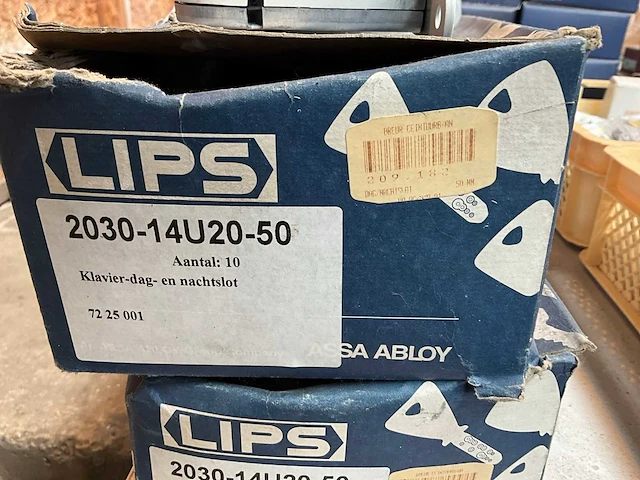 LIPS
209.182
2030-14U20-50
Aantal: 10
Klavier-dag- en nachtslot
72 25 001
ASSA ABLOY
LIPS
2030-14U20-50